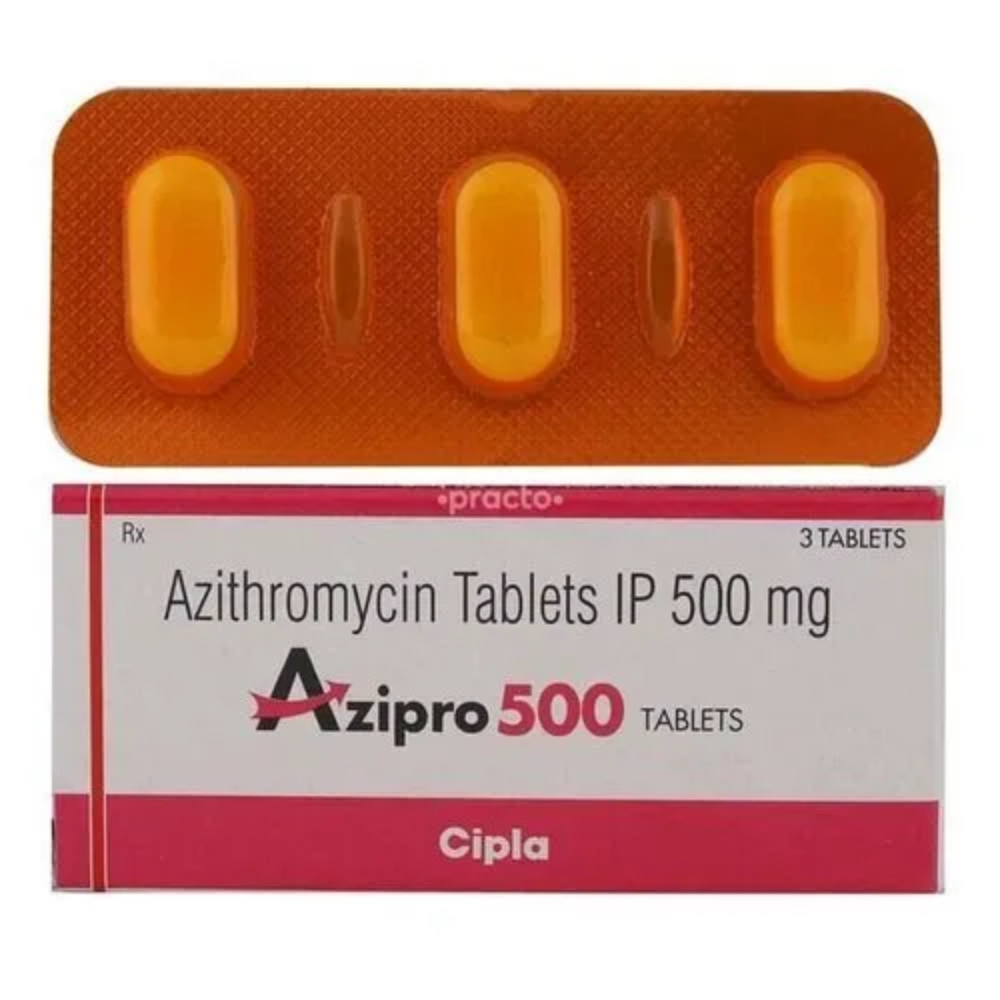 •practo•
Rx
3 TABLETS
Azithromycin Tablets IP 500 mg
Azipro 500 TABLETS
Cipla